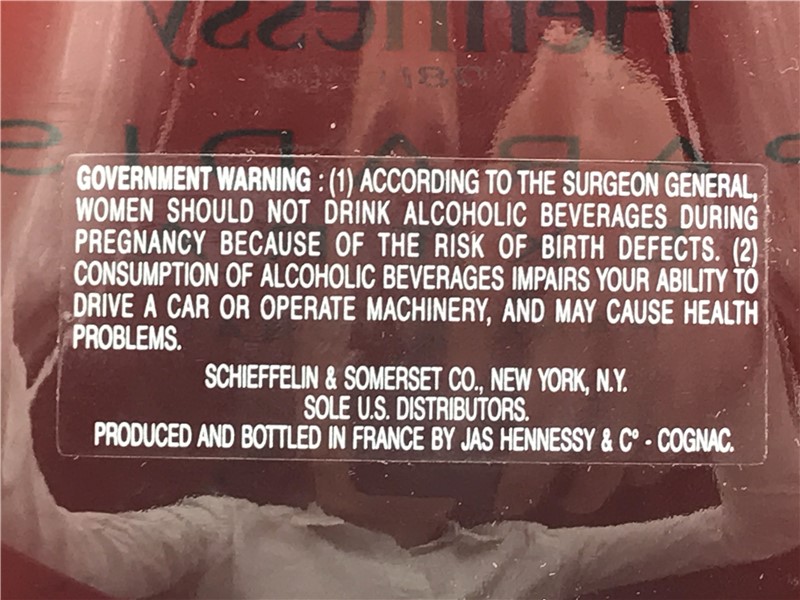 Hennessy
GOVERNMENT WARNING : (1) ACCORDING TO THE SURGEON GENERAL,
WOMEN SHOULD NOT DRINK ALCOHOLIC BEVERAGES DURING
PREGNANCY BECAUSE OF THE RISK OF BIRTH DEFECTS. (2)
CONSUMPTION OF ALCOHOLIC BEVERAGES IMPAIRS YOUR ABILITY TO
DRIVE A CAR OR OPERATE MACHINERY, AND MAY CAUSE HEALTH
PROBLEMS.
SCHIEFFELIN & SOMERSET CO., NEW YORK, N.Y.
SOLE U.S. DISTRIBUTORS.
PRODUCED AND BOTTLED IN FRANCE BY JAS HENNESSY & C° - COGNAC.